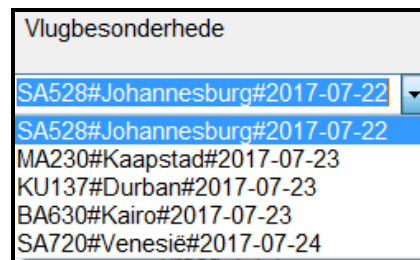 Vlugbesonderhede
SA528#Johannesburg#2017-07-22
SA528#Johannesburg#2017-07-22
MA230#Kaapstad#2017-07-23
KU137#Durban#2017-07-23
BA630#Kairo#2017-07-23
SA720#Venesië#2017-07-24